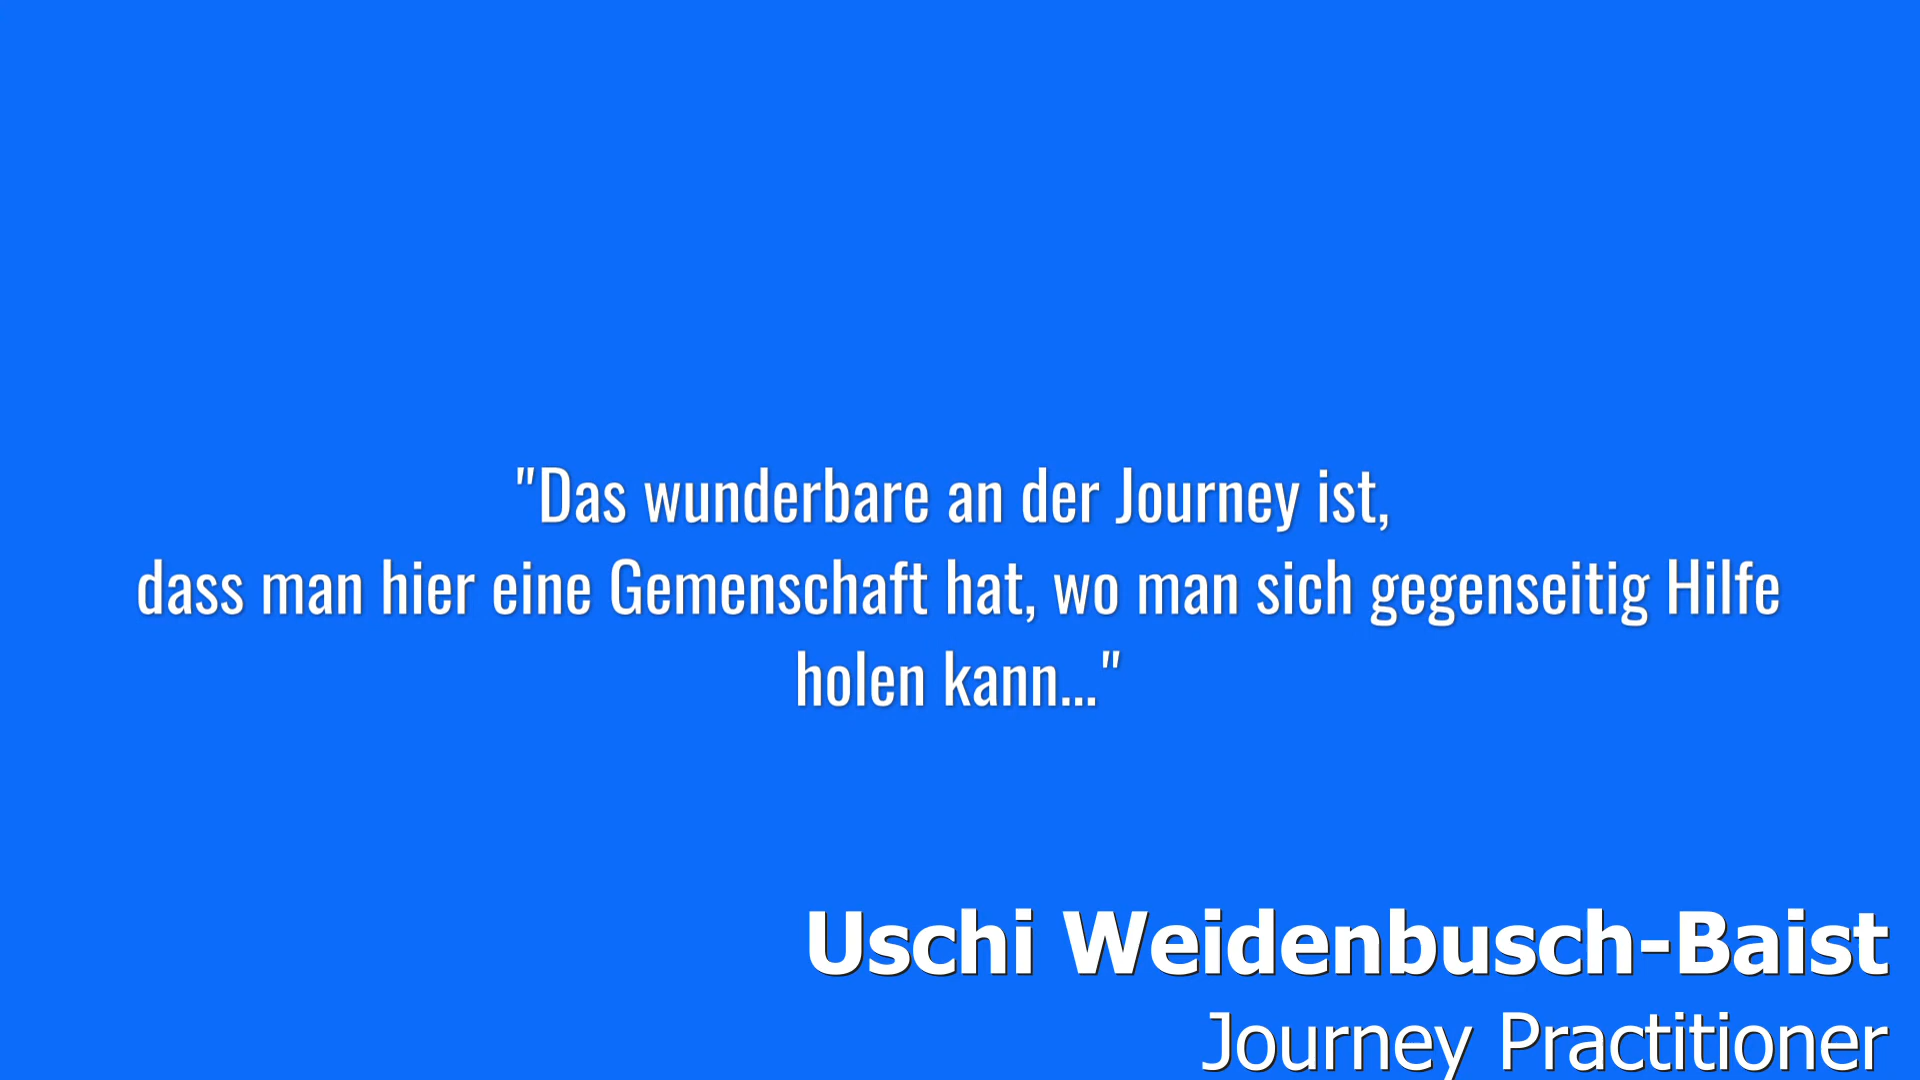 "Das wunderbare an der Journey ist,
dass man hier eine Gemenschaft hat, wo man sich gegenseitig Hilfe
holen kann..."
Uschi Weidenbusch-Baist
Journey Practitioner